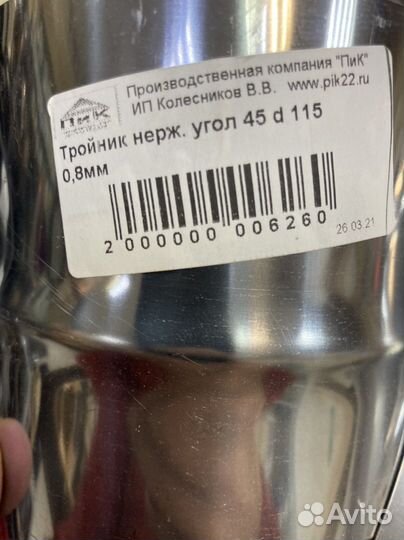 ПиК
Производственная компания "ПиК"
ИП Колесников В.В. www.pik22.ru
Тройник нерж. угол 45 d 115
0,8мм
2 000000 006260
26.03.21
Avito